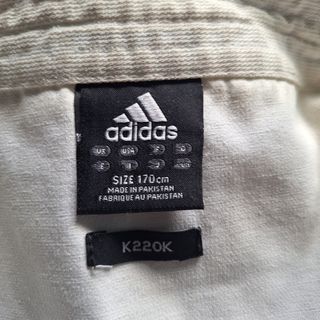 adidas
SIZE 170cm
MADE IN PAKISTAN
FABRIQUE AU PAKISTAN
K220K